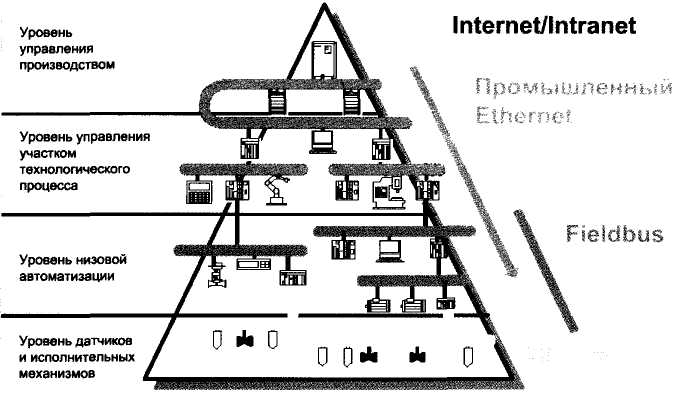 Уровень
управления
производством
Internet/Intranet
Промышленный
Ethernet
Уровень управления
участком
технологического
процесса
Fieldbus
Уровень низовой
автоматизации
Уровень датчиков
и исполнительных
механизмов